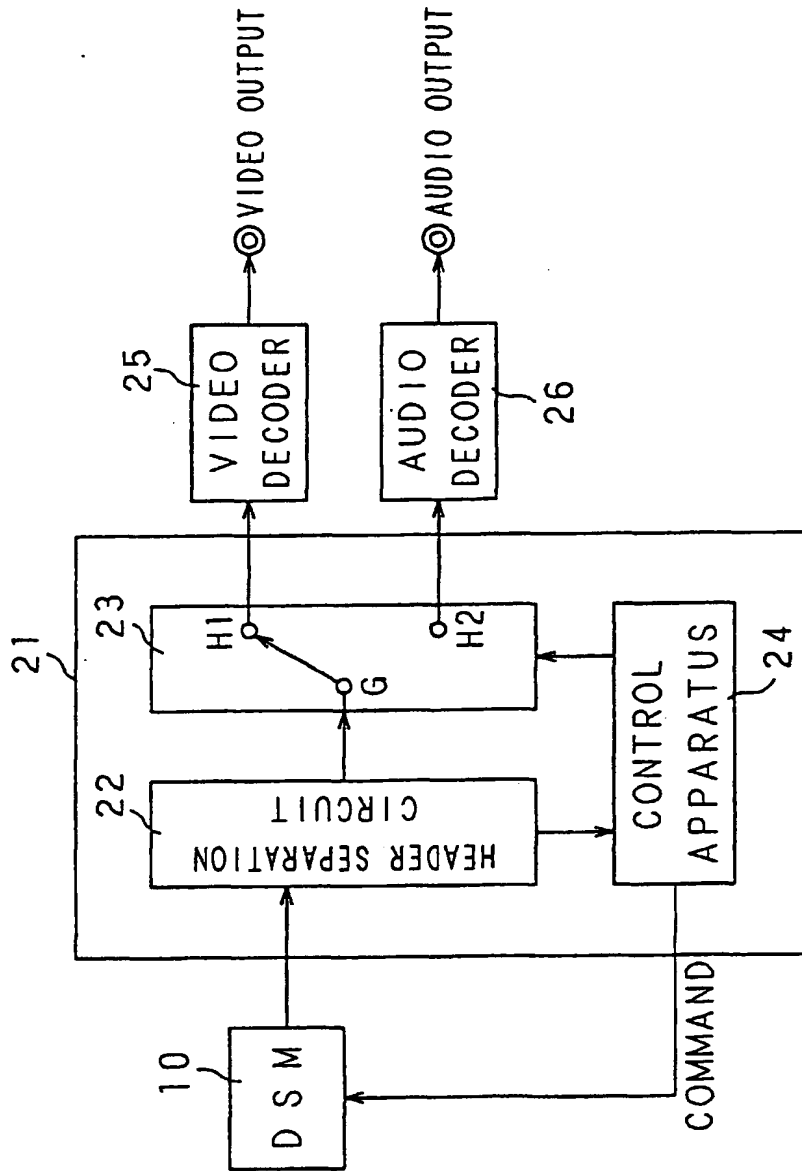 21
10
DSM
22
HEADER SEPARATION
CIRCUIT
23
G
H1
H2
25
VIDEO
DECODER
VIDEO OUTPUT
AUDIO
DECODER
26
AUDIO OUTPUT
CONTROL
APPARATUS
24
COMMAND